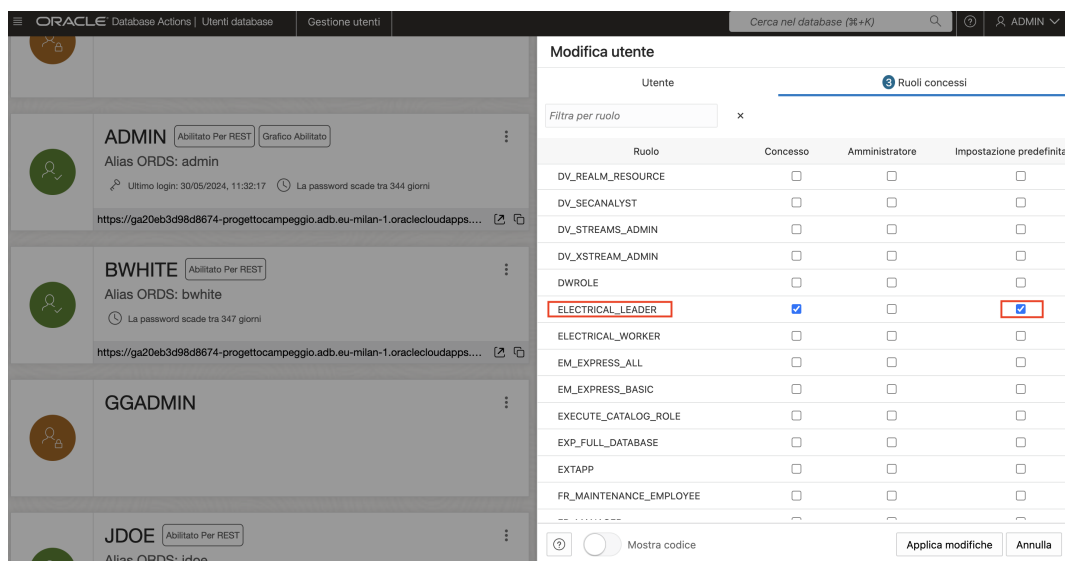 ORACLE Database Actions | Utenti database Gestione utenti Cerca nel database (⌘+K) ADMIN
ADMIN Abilitato Per REST Grafico Abilitato
Alias ORDS: admin
Ultimo login: 30/05/2024, 11:32:17 La password scade tra 344 giorni
https://ga20eb3d98d8674-progettocampeggio.adb.eu-milan-1.oraclecloudapps....
BWHITE Abilitato Per REST
Alias ORDS: bwhite
La password scade tra 347 giorni
https://ga20eb3d98d8674-progettocampeggio.adb.eu-milan-1.oraclecloudapps....
GGADMIN
JDOE Abilitato Per REST
Alias ORDS: jdoe
Modifica utente
Utente 3 Ruoli concessi
Filtra per ruolo
Ruolo Concesso Amministratore Impostazione predefinita
DV_REALM_RESOURCE
DV_SECANALYST
DV_STREAMS_ADMIN
DV_XSTREAM_ADMIN
DWROLE
ELECTRICAL_LEADER
ELECTRICAL_WORKER
EM_EXPRESS_ALL
EM_EXPRESS_BASIC
EXECUTE_CATALOG_ROLE
EXP_FULL_DATABASE
EXTAPP
FR_MAINTENANCE_EMPLOYEE
Mostra codice Applica modifiche Annulla